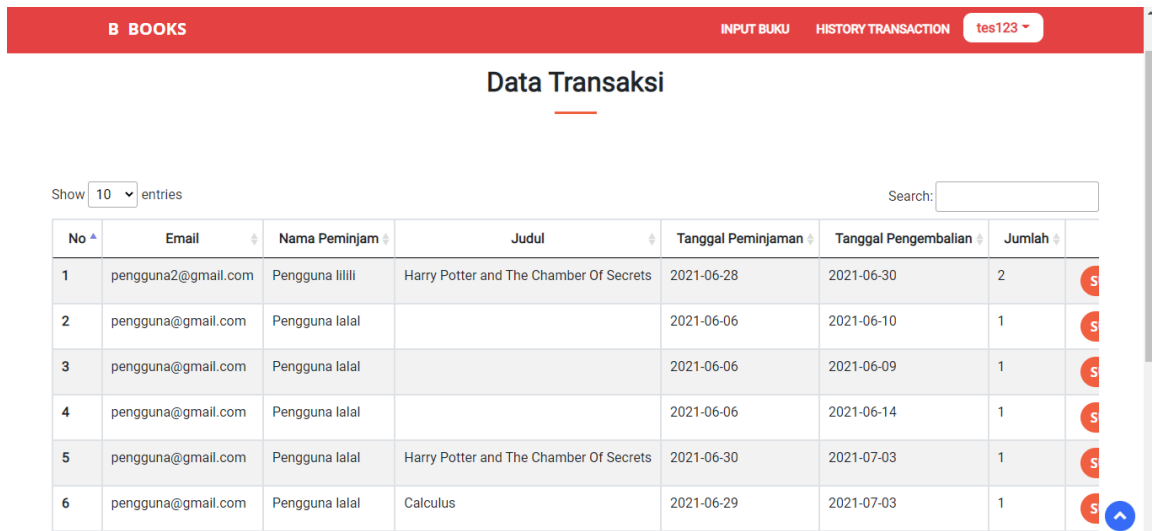 B BOOKS INPUT BUKU HISTORY TRANSACTION tes123
Data Transaksi
Show 10 entries Search:
No Email Nama Peminjam Judul Tanggal Peminjaman Tanggal Pengembalian Jumlah
1 pengguna2@gmail.com Pengguna lilili Harry Potter and The Chamber Of Secrets 2021-06-28 2021-06-30 2 S
2 pengguna@gmail.com Pengguna lalal 2021-06-06 2021-06-10 1 S
3 pengguna@gmail.com Pengguna lalal 2021-06-06 2021-06-09 1 S
4 pengguna@gmail.com Pengguna lalal 2021-06-06 2021-06-14 1 S
5 pengguna@gmail.com Pengguna lalal Harry Potter and The Chamber Of Secrets 2021-06-30 2021-07-03 1 S
6 pengguna@gmail.com Pengguna lalal Calculus 2021-06-29 2021-07-03 1 S